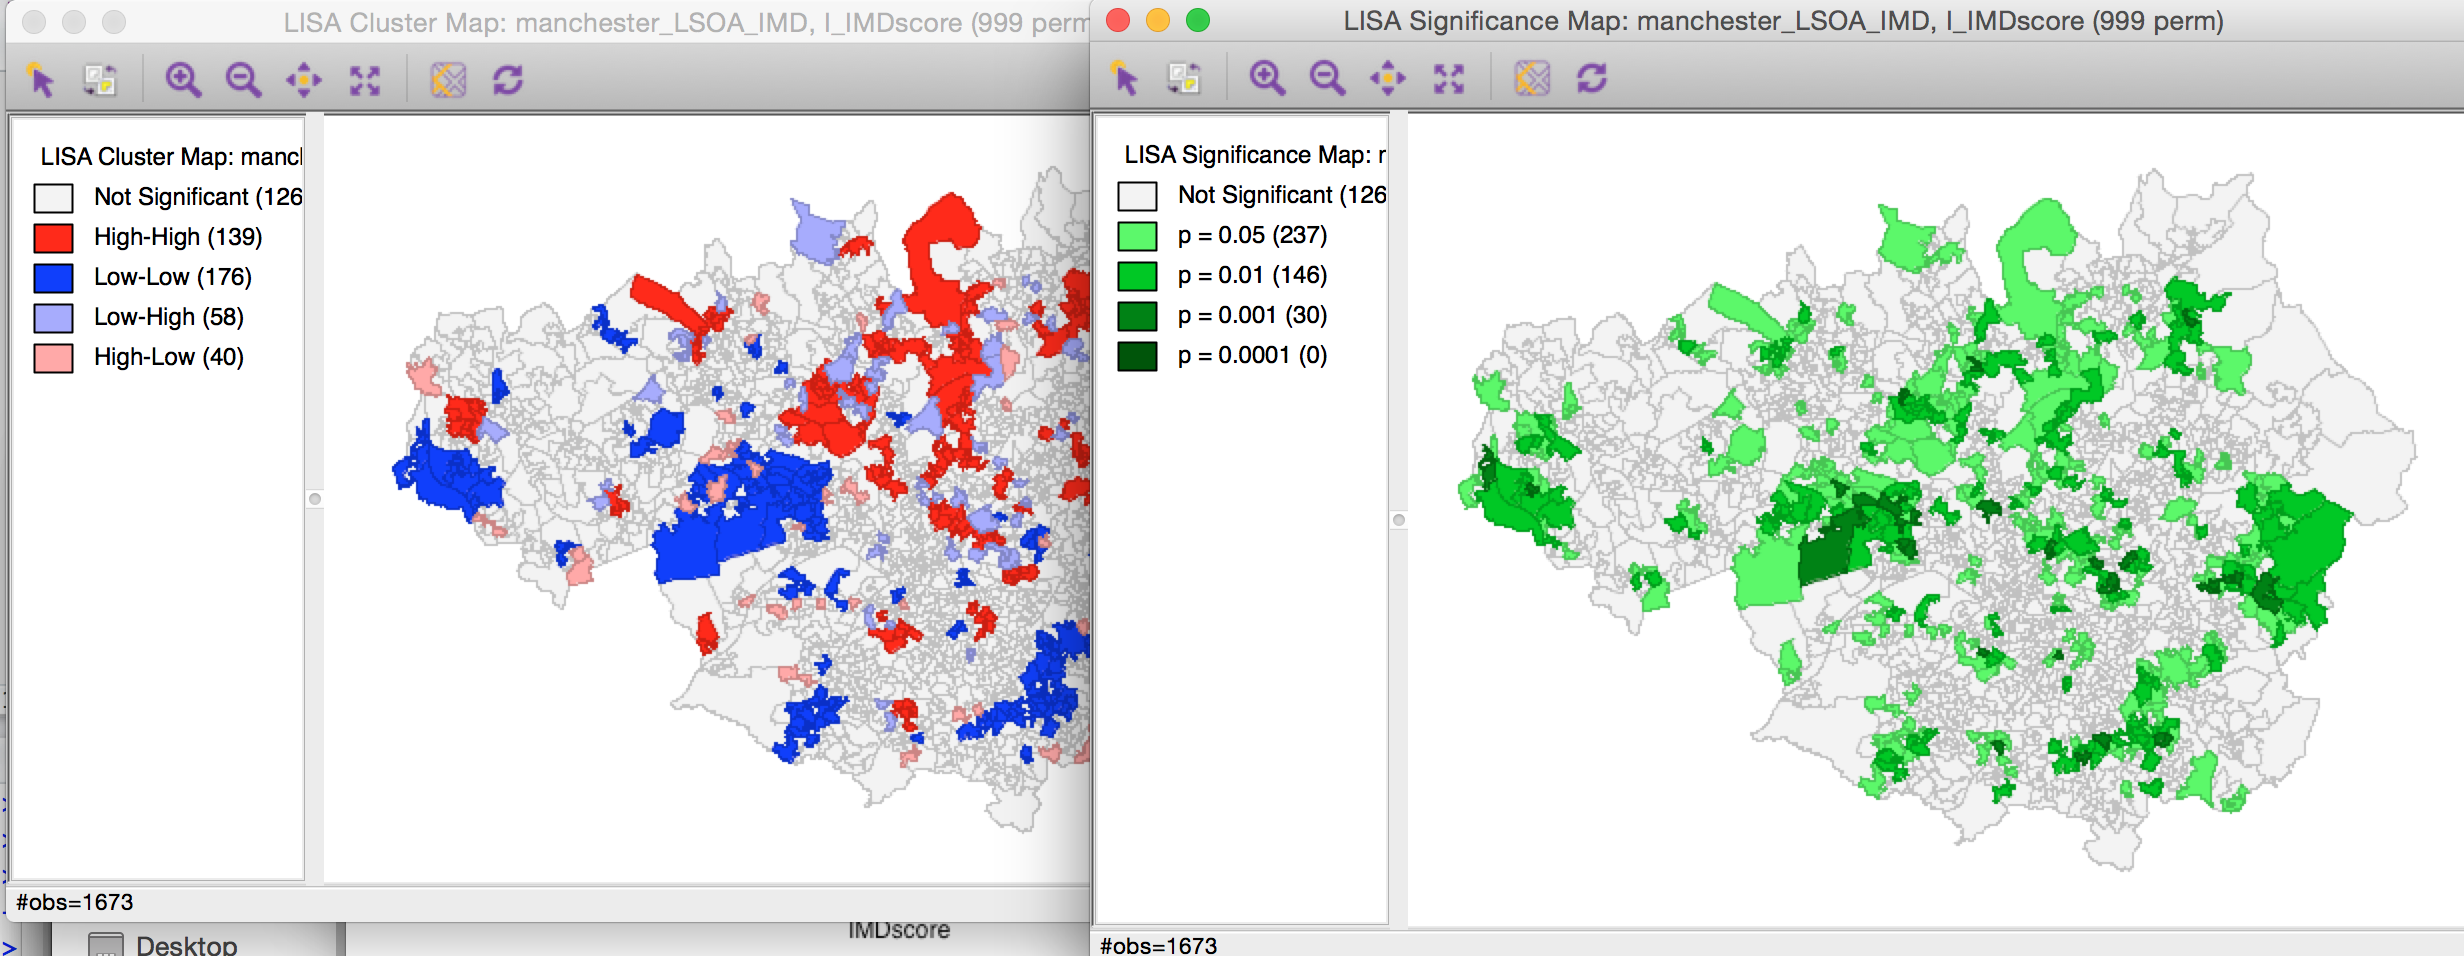 LISA Cluster Map: manchester_LSOA_IMD, I_IMDscore (999 perm
LISA Cluster Map: manc
Not Significant (126
High-High (139)
Low-Low (176)
Low-High (58)
High-Low (40)
#obs=1673
Desktop
IMDscore
LISA Significance Map: manchester_LSOA_IMD, I_IMDscore (999 perm)
LISA Significance Map: r
Not Significant (126
p = 0.05 (237)
p = 0.01 (146)
p = 0.001 (30)
p = 0.0001 (0)
#obs=1673